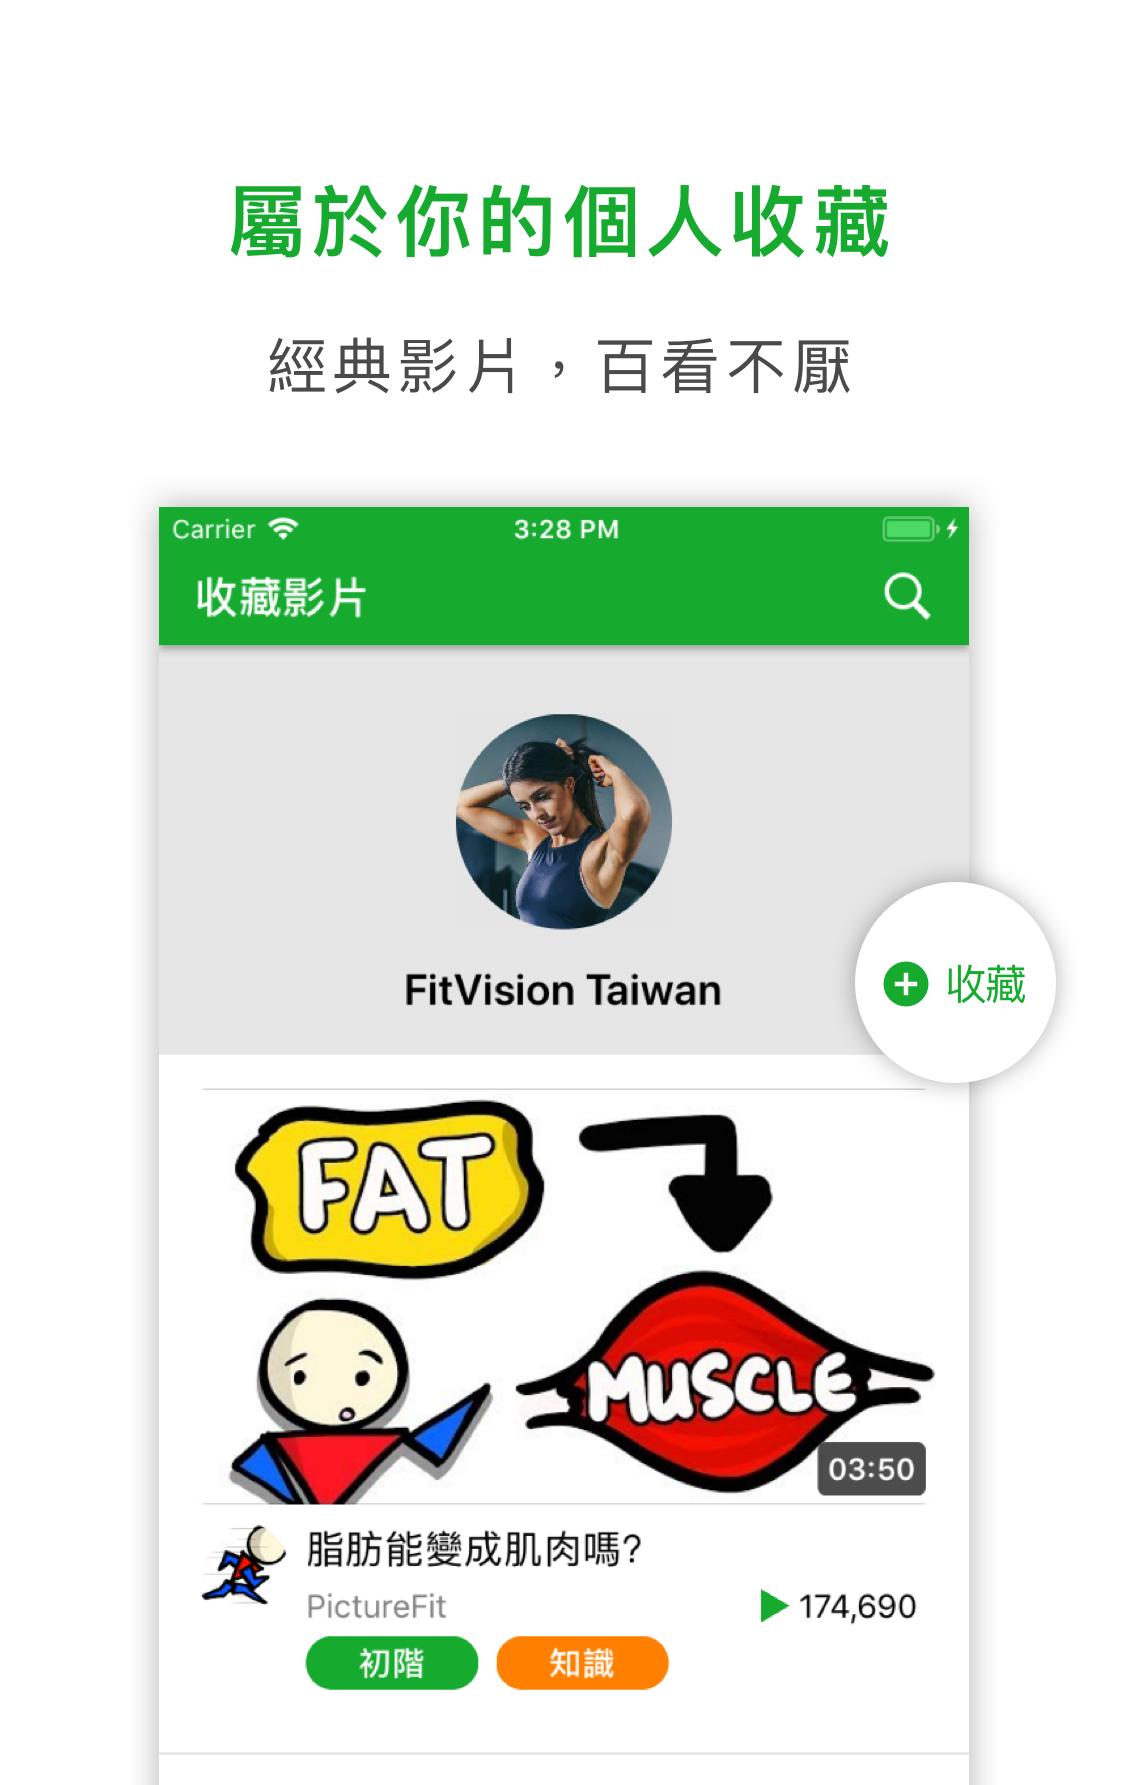 屬於你的個人收藏
經典影片，百看不厭
Carrier 3:28 PM
收藏影片
FitVision Taiwan
收藏
FAT
MUSCLE
03:50
脂肪能變成肌肉嗎?
PictureFit 174,690
初階 知識